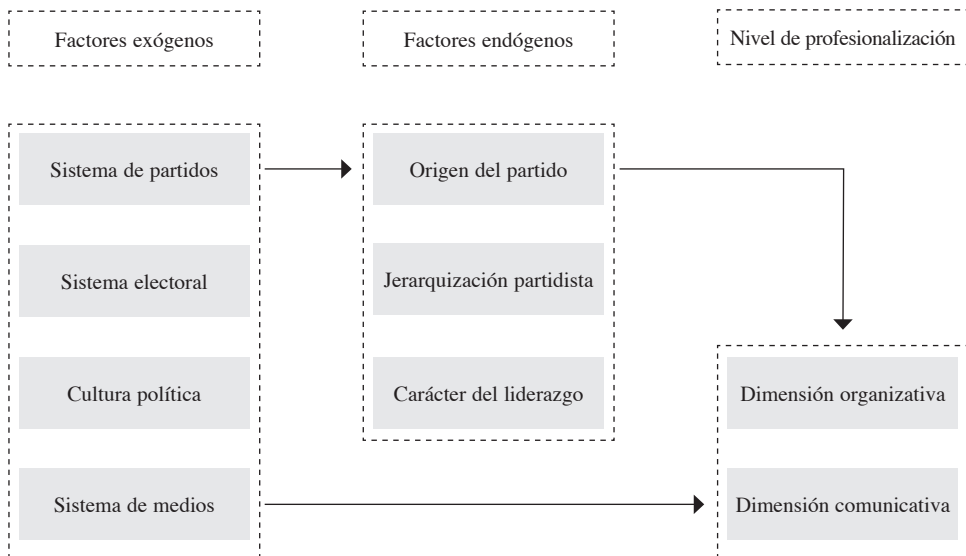 Factores exógenos
Factores endógenos
Nivel de profesionalización
Sistema de partidos
Origen del partido
Sistema electoral
Jerarquización partidista
Cultura política
Carácter del liderazgo
Dimensión organizativa
Sistema de medios
Dimensión comunicativa